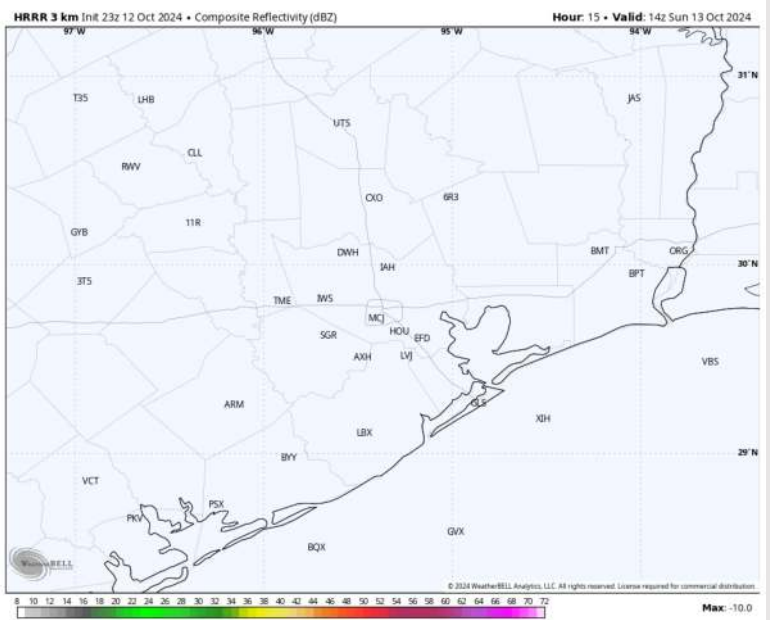 HRRR 3 km Init 23z 12 Oct 2024 • Composite Reflectivity (dBZ) Hour: 15 • Valid: 14z Sun 13 Oct 2024
97°W 96°W 95°W 94°W
31°N
T35 LHB JAS
UTS
CLL
RWV
CXO 6R3
11R
GYB
DWH BMT ORG
IAH 30°N
3T5 BPT
TME IWS
MCJ
SGR HOU EFD
AXH LVJ
VBS
ARM GLS
XIH
LBX
BYY 29°N
VCT
PSX
PKV
GVX
BQX
WEATHERBELL
© 2024 WeatherBELL Analytics, LLC. All rights reserved. License required for commercial distribution.
8 10 12 14 16 18 20 22 24 26 28 30 32 34 36 38 40 42 44 46 48 50 52 54 56 58 60 62 64 66 68 70 72 Max: -10.0